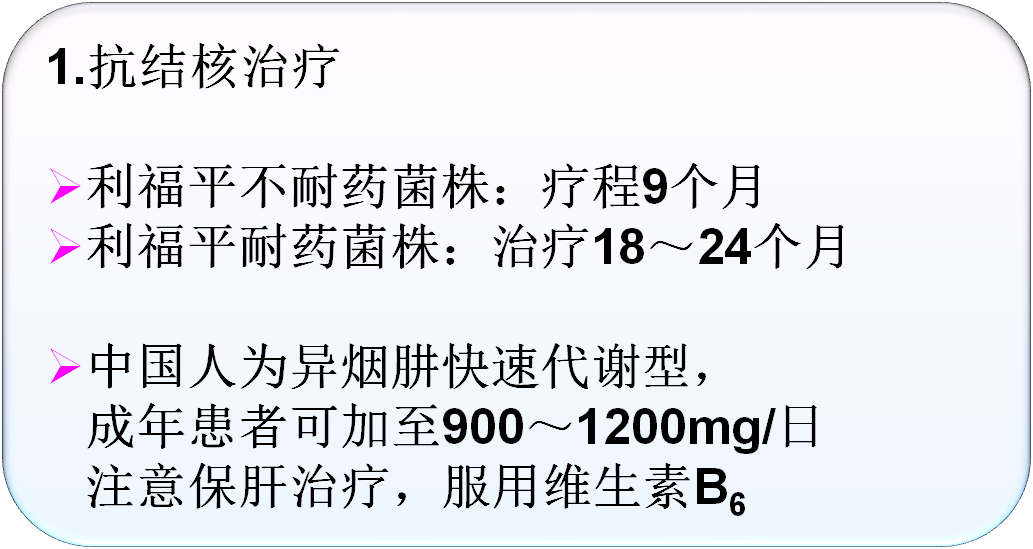 1.抗结核治疗
➢利福平不耐药菌株：疗程9个月
➢利福平耐药菌株：治疗18～24个月
➢中国人为异烟肼快速代谢型，
成年患者可加至900～1200mg/日
注意保肝治疗，服用维生素B₆